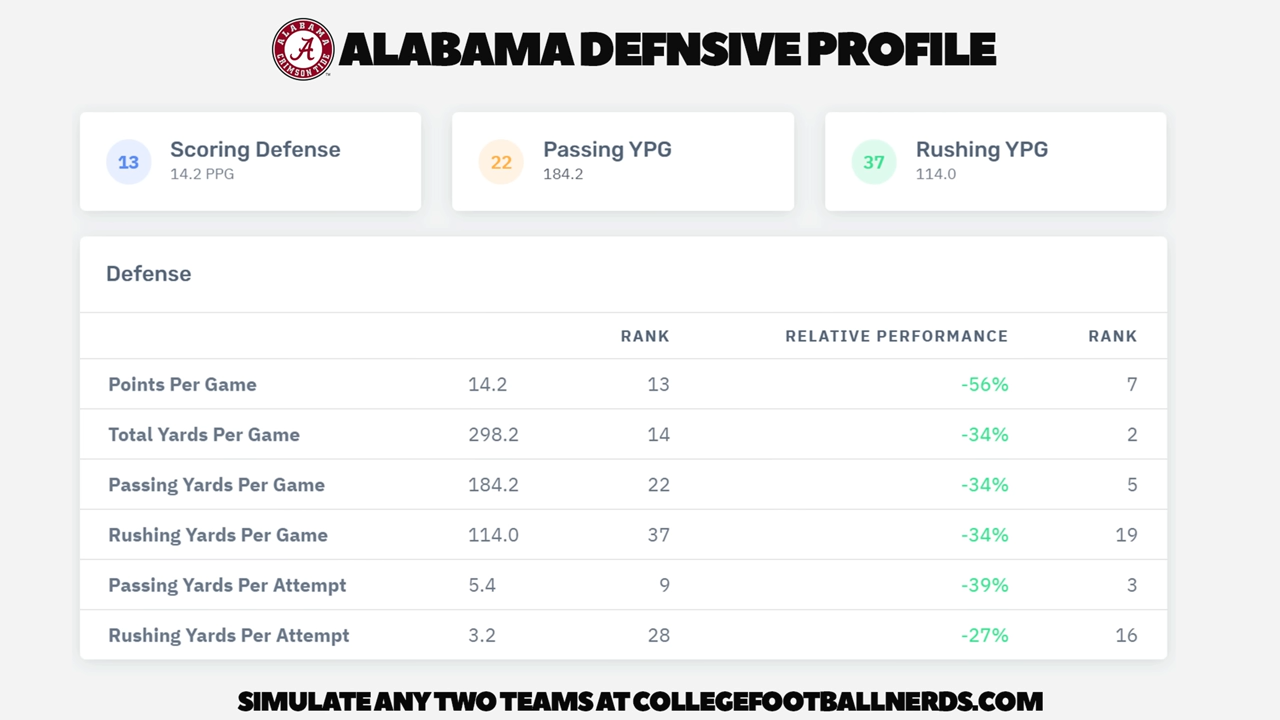 ALABAMA CRIMSON TIDE A ™ ALABAMA DEFNSIVE PROFILE
13 Scoring Defense 14.2 PPG
22 Passing YPG 184.2
37 Rushing YPG 114.0
Defense
RANK RELATIVE PERFORMANCE RANK
Points Per Game 14.2 13 -56% 7
Total Yards Per Game 298.2 14 -34% 2
Passing Yards Per Game 184.2 22 -34% 5
Rushing Yards Per Game 114.0 37 -34% 19
Passing Yards Per Attempt 5.4 9 -39% 3
Rushing Yards Per Attempt 3.2 28 -27% 16
SIMULATE ANY TWO TEAMS AT COLLEGEFOOTBALLNERDS.COM